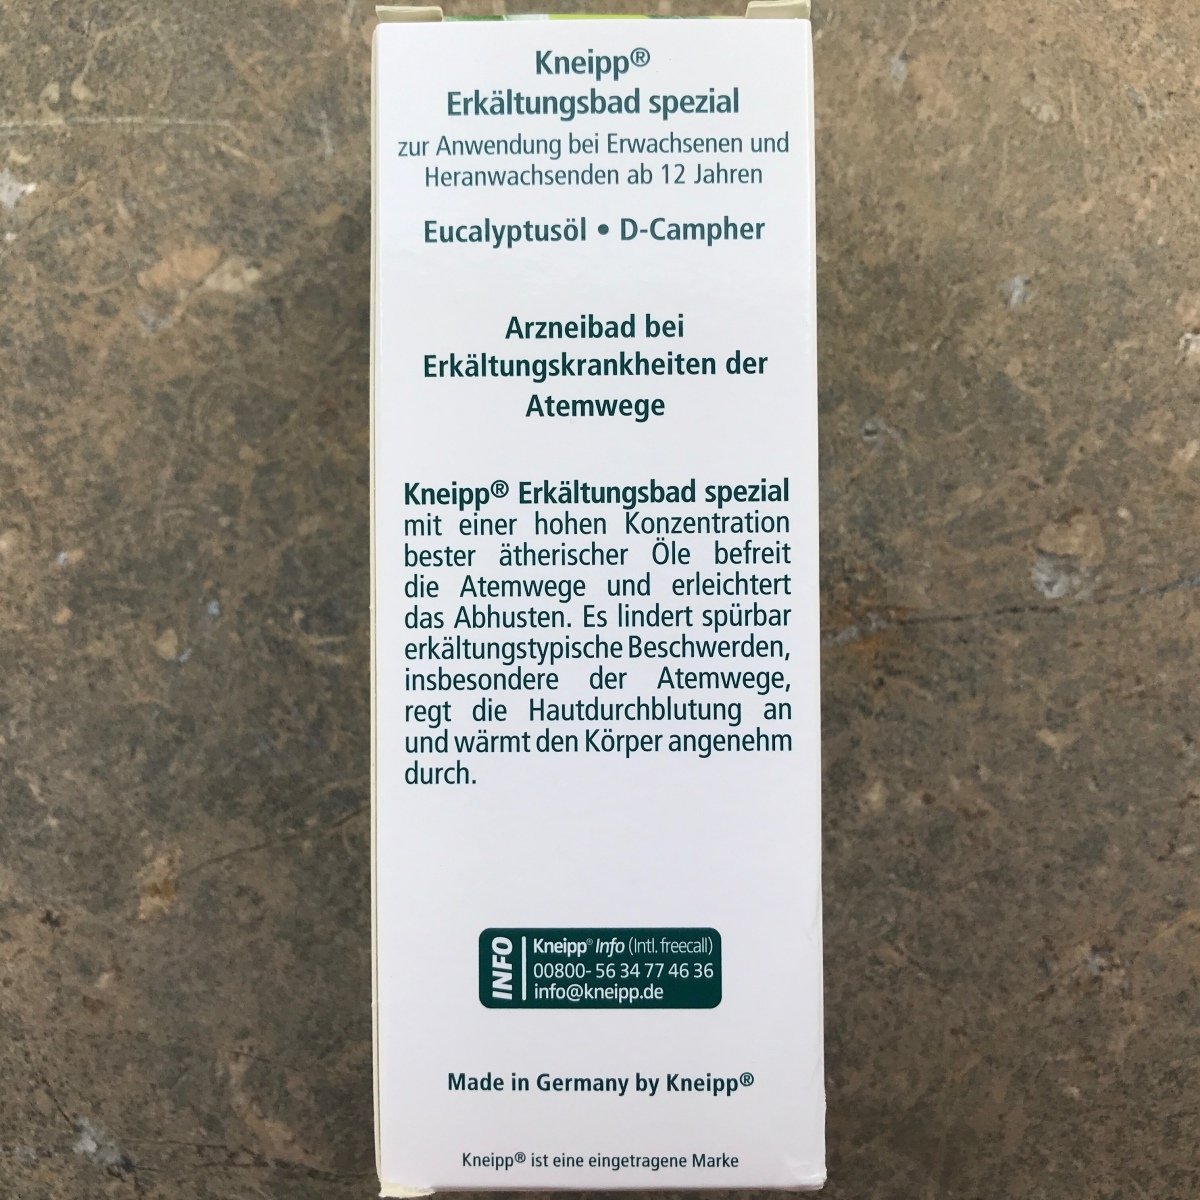 Kneipp®
Erkältungsbad spezial
zur Anwendung bei Erwachsenen und
Heranwachsenden ab 12 Jahren
Eucalyptusöl • D-Campher
Arzneibad bei
Erkältungskrankheiten der
Atemwege
Kneipp® Erkältungsbad spezial
mit einer hohen Konzentration
bester ätherischer Öle befreit
die Atemwege und erleichtert
das Abhusten. Es lindert spürbar
erkältungstypische Beschwerden,
insbesondere der Atemwege,
regt die Hautdurchblutung an
und wärmt den Körper angenehm
durch.
INFO
Kneipp® Info (Intl. freecall)
00800- 56 34 77 46 36
info@kneipp.de
Made in Germany by Kneipp®
Kneipp® ist eine eingetragene Marke